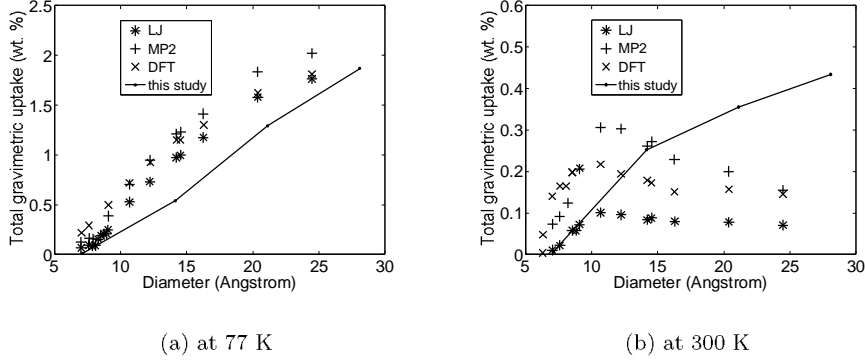 2.5
2
1.5
1
0.5
0
5
10
15
20
25
30
Diameter (Angstrom)
Total gravimetric uptake (wt. %)
LJ
MP2
DFT
this study
(a) at 77 K
0.6
0.5
0.4
0.3
0.2
0.1
0
5
10
15
20
25
30
Diameter (Angstrom)
Total gravimetric uptake (wt. %)
LJ
MP2
DFT
this study
(b) at 300 K